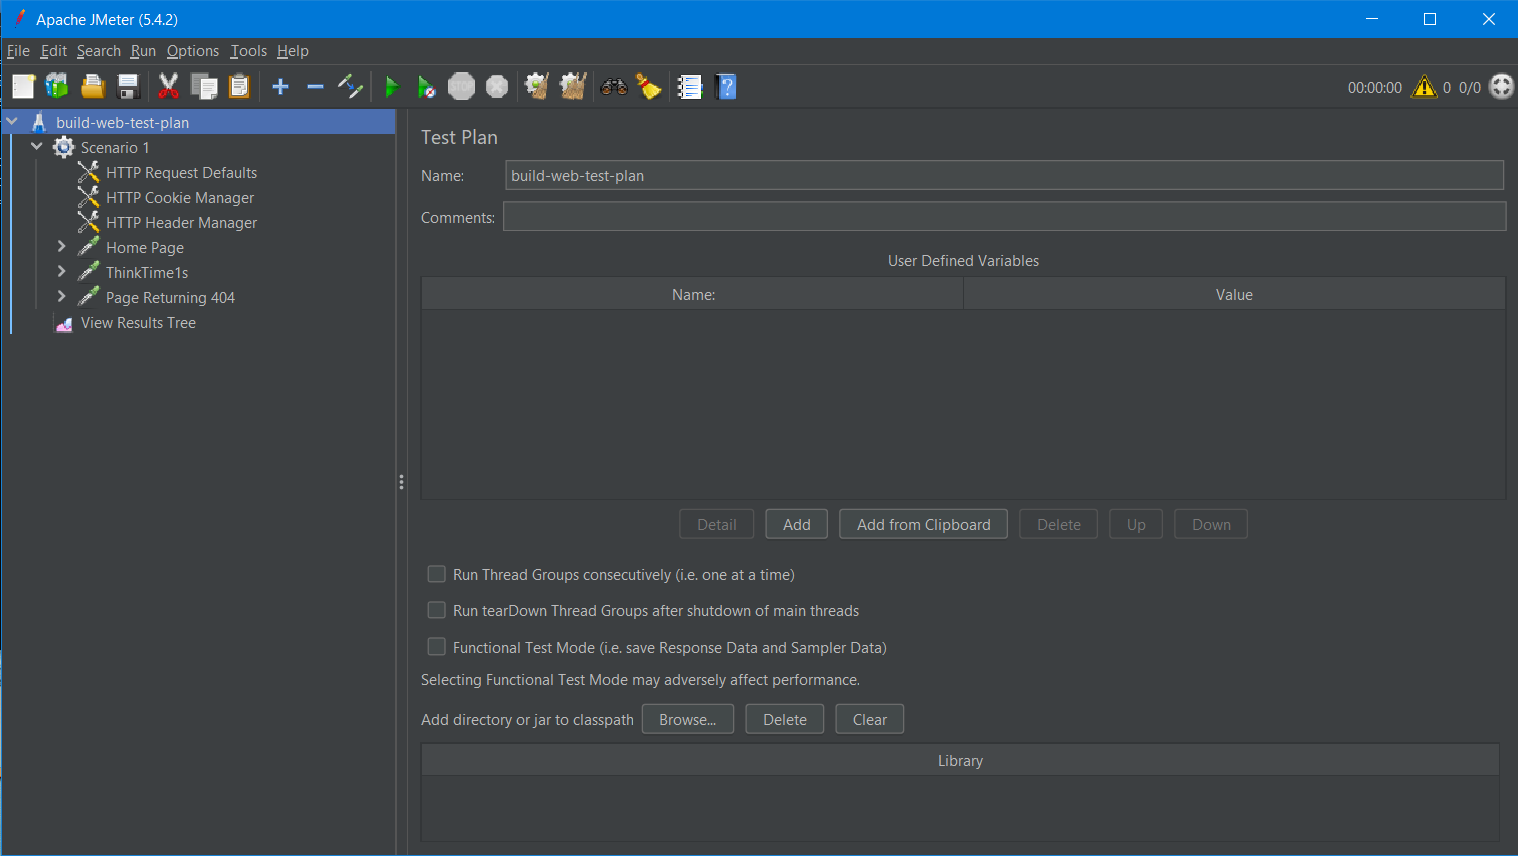 Apache JMeter (5.4.2)
File Edit Search Run Options Tools Help
STOP
00:00:00 0 0/0
build-web-test-plan
Scenario 1
HTTP Request Defaults
HTTP Cookie Manager
HTTP Header Manager
Home Page
ThinkTime1s
Page Returning 404
View Results Tree
Test Plan
Name: build-web-test-plan
Comments:
User Defined Variables
Name: Value
Detail Add Add from Clipboard Delete Up Down
Run Thread Groups consecutively (i.e. one at a time)
Run tearDown Thread Groups after shutdown of main threads
Functional Test Mode (i.e. save Response Data and Sampler Data)
Selecting Functional Test Mode may adversely affect performance.
Add directory or jar to classpath Browse... Delete Clear
Library